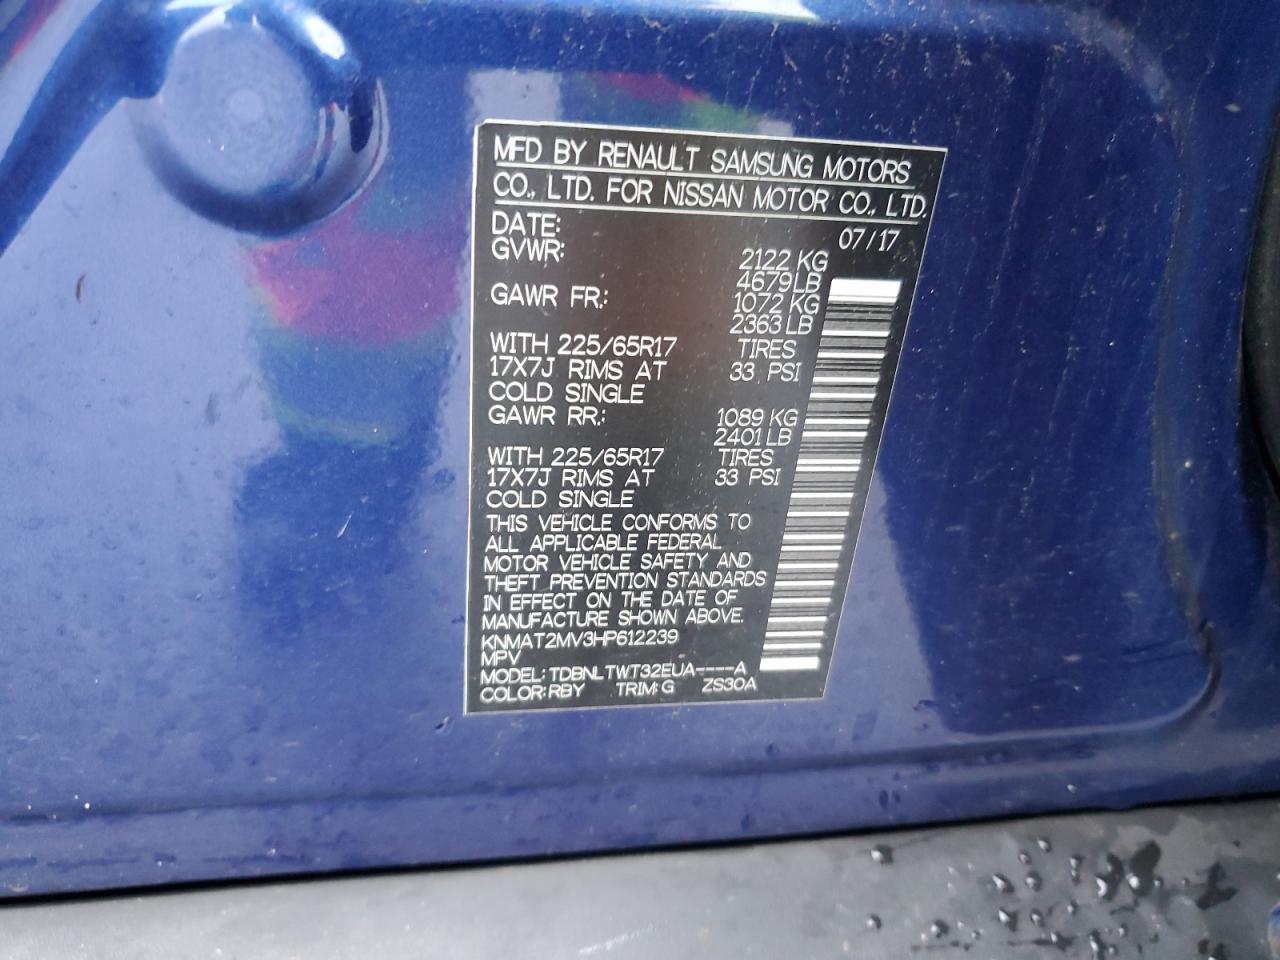 MFD BY RENAULT SAMSUNG MOTORS
CO., LTD. FOR NISSAN MOTOR CO., LTD.
DATE: 07/17
GVWR: 2122 KG
4679LB
GAWR FR.: 1072 KG
2363 LB
WITH 225/65R17 TIRES
17X7J RIMS AT 33 PSI
COLD SINGLE
GAWR RR.: 1089 KG
2401 LB
WITH 225/65R17 TIRES
17X7J RIMS AT 33 PSI
COLD SINGLE
THIS VEHICLE CONFORMS TO
ALL APPLICABLE FEDERAL
MOTOR VEHICLE SAFETY AND
THEFT PREVENTION STANDARDS
IN EFFECT ON THE DATE OF
MANUFACTURE SHOWN ABOVE.
KNMAT2MV3HP612239
MPV
MODEL: TDBNLTWT32EUA----A
COLOR: RBY TRIM: G ZS30A